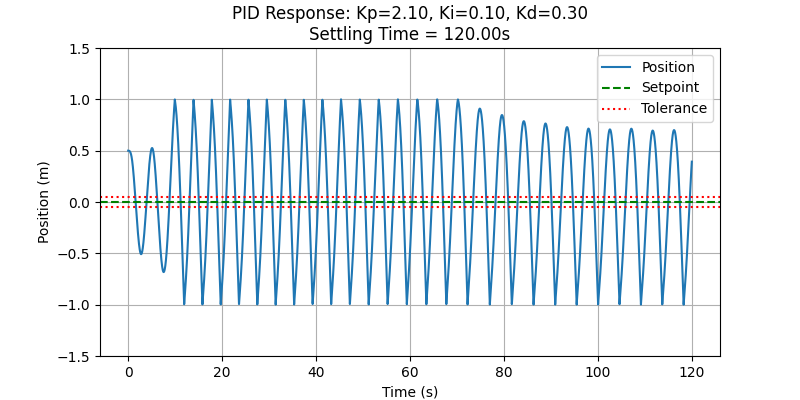 PID Response: Kp=2.10, Ki=0.10, Kd=0.30
Settling Time = 120.00s
Position
Setpoint
Tolerance
1.5
1.0
0.5
0.0
−0.5
−1.0
−1.5
Position (m)
0
20
40
60
80
100
120
Time (s)